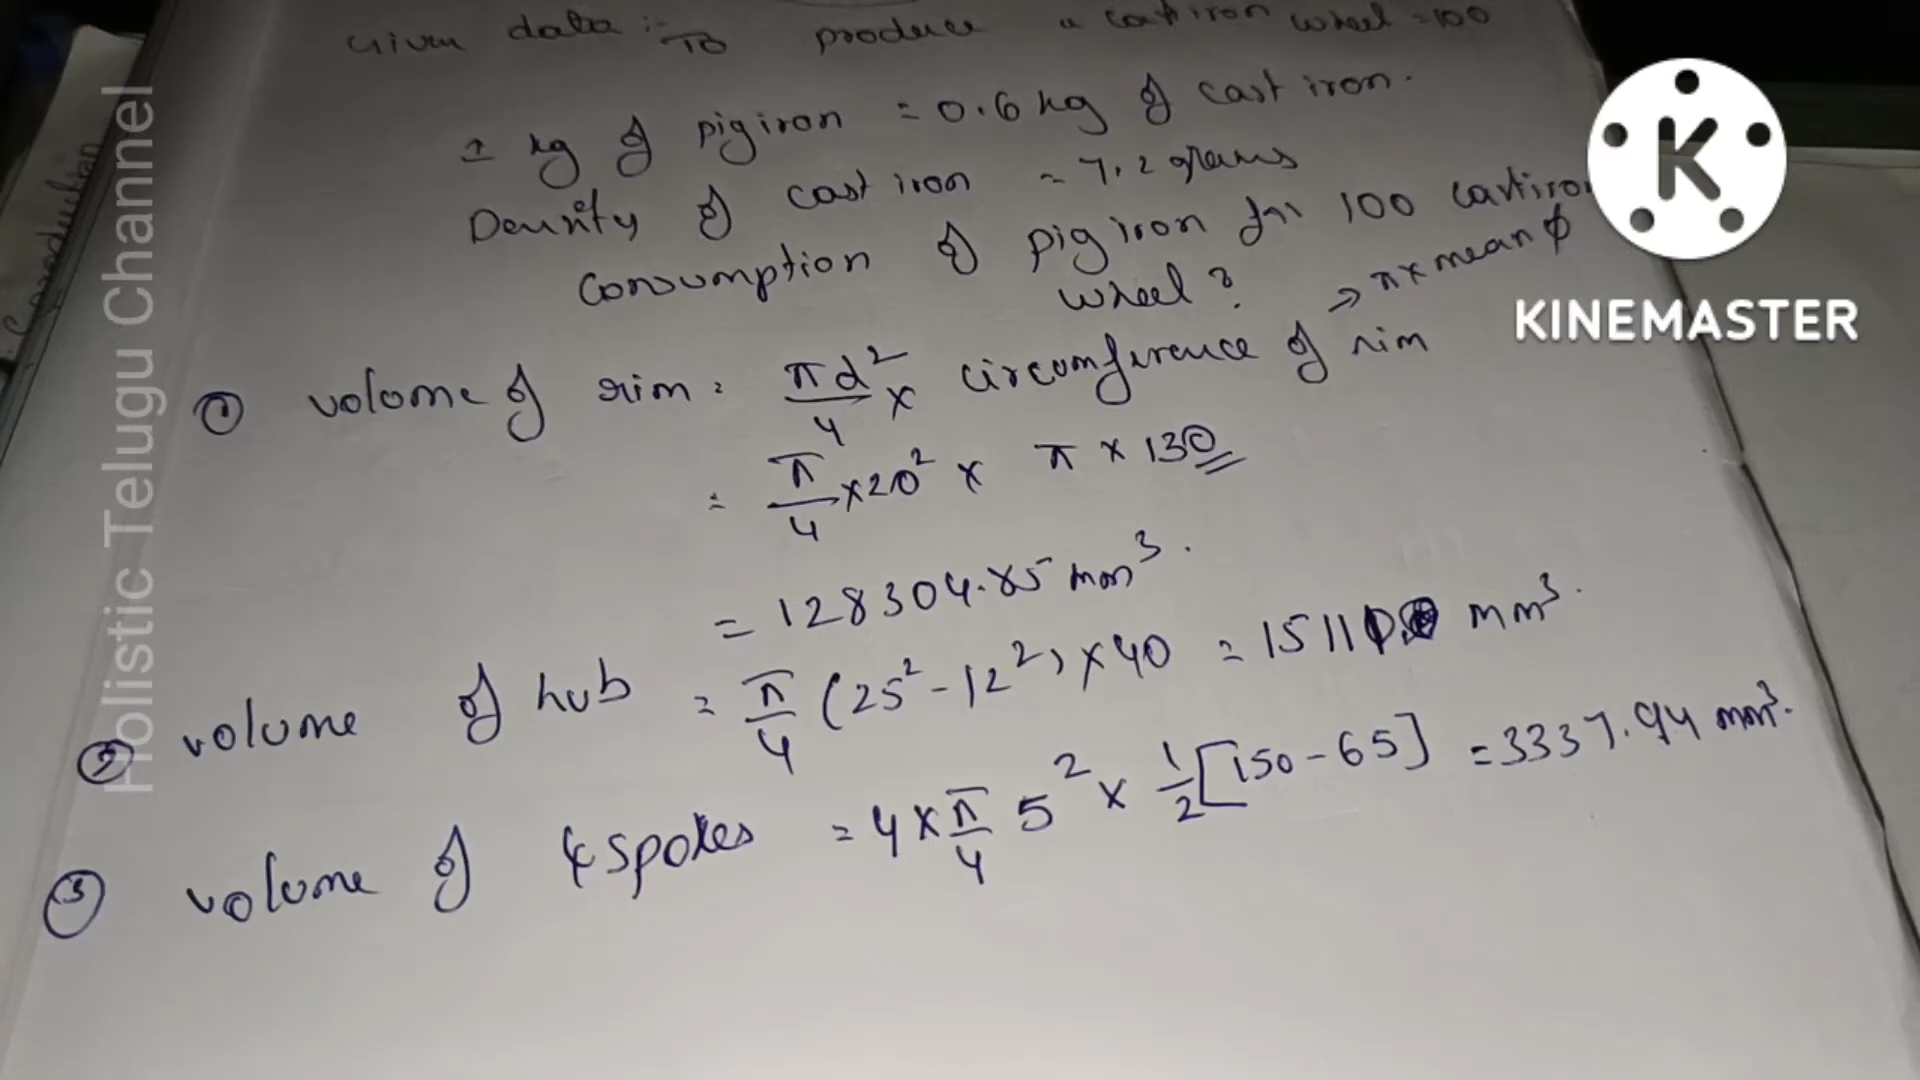 Given data :- To produce a cast iron wheel = 100
1 kg of pig iron = 0.6 kg of cast iron.
Density of cast iron = 7.2 grams
Consumption of pig iron for 100 cast iron
wheel ?
→ π x mean φ
① volume of rim = πd²/4 x circumference of rim
= π/4 x 20² x π x 130
= 128304.85 mm³.
② volume of hub = π/4 (25² - 12²) x 40 = 15110 mm³.
③ volume of 4 spokes = 4 x π/4 5² x 1/2 [150 - 65] = 3337.94 mm³.
Holistic Telugu Channel
KINEMASTER
K